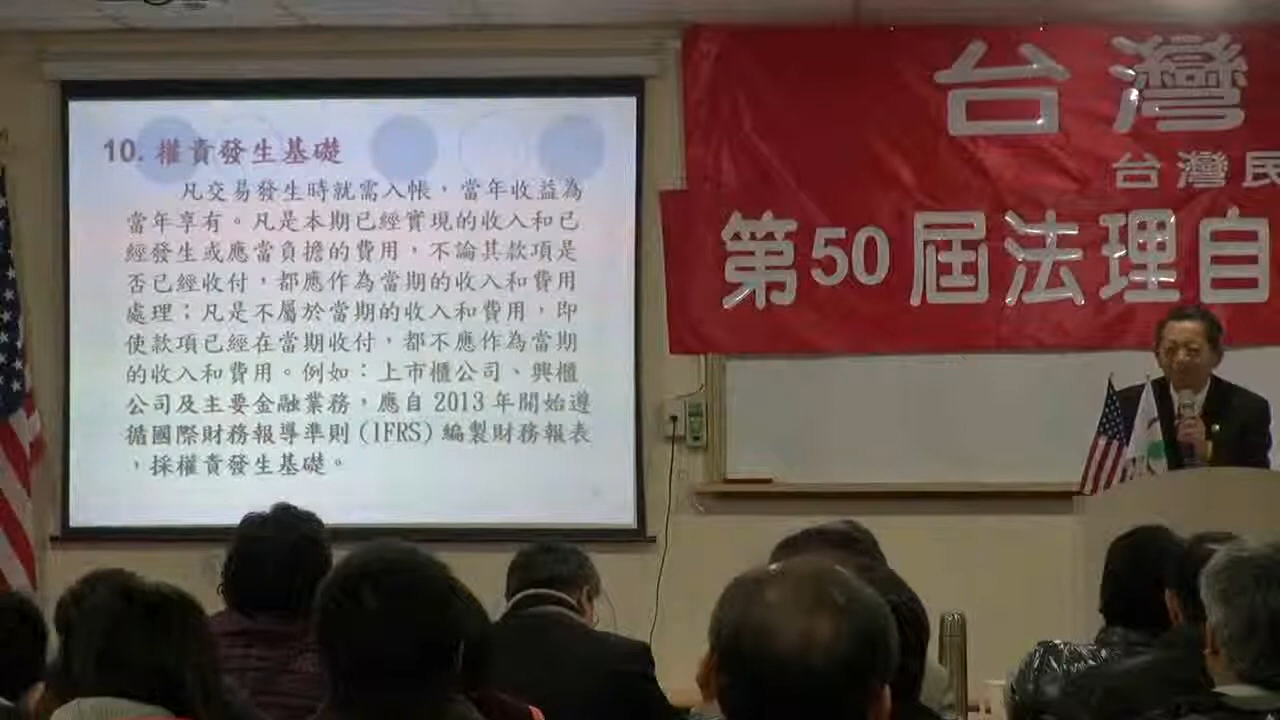 10. 權責發生基礎
凡交易發生時就需入帳，當年收益為
當年享有。凡是本期已經實現的收入和已
經發生或應當負擔的費用，不論其款項是
否已經收付，都應作為當期的收入和費用
處理；凡是不屬於當期的收入和費用，即
使款項已經在當期收付，都不應作為當期
的收入和費用。例如：上市櫃公司、興櫃
公司及主要金融業務，應自 2013 年開始遵
循國際財務報導準則 (IFRS) 編製財務報表
，採權責發生基礎。
台灣
台灣民
第50屆法理自